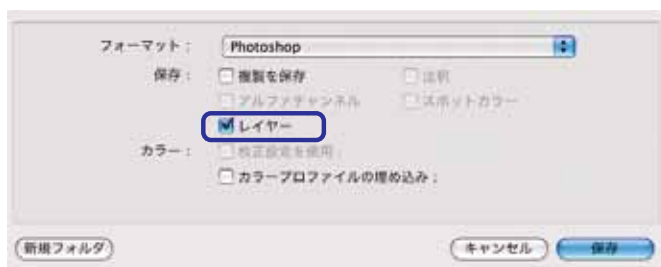 フォーマット： Photoshop
保存： 複製を保存 注釈
アルファチャンネル スポットカラー
レイヤー
カラー： 校正設定を使用：
カラープロファイルの埋め込み：
新規フォルダ キャンセル 保存